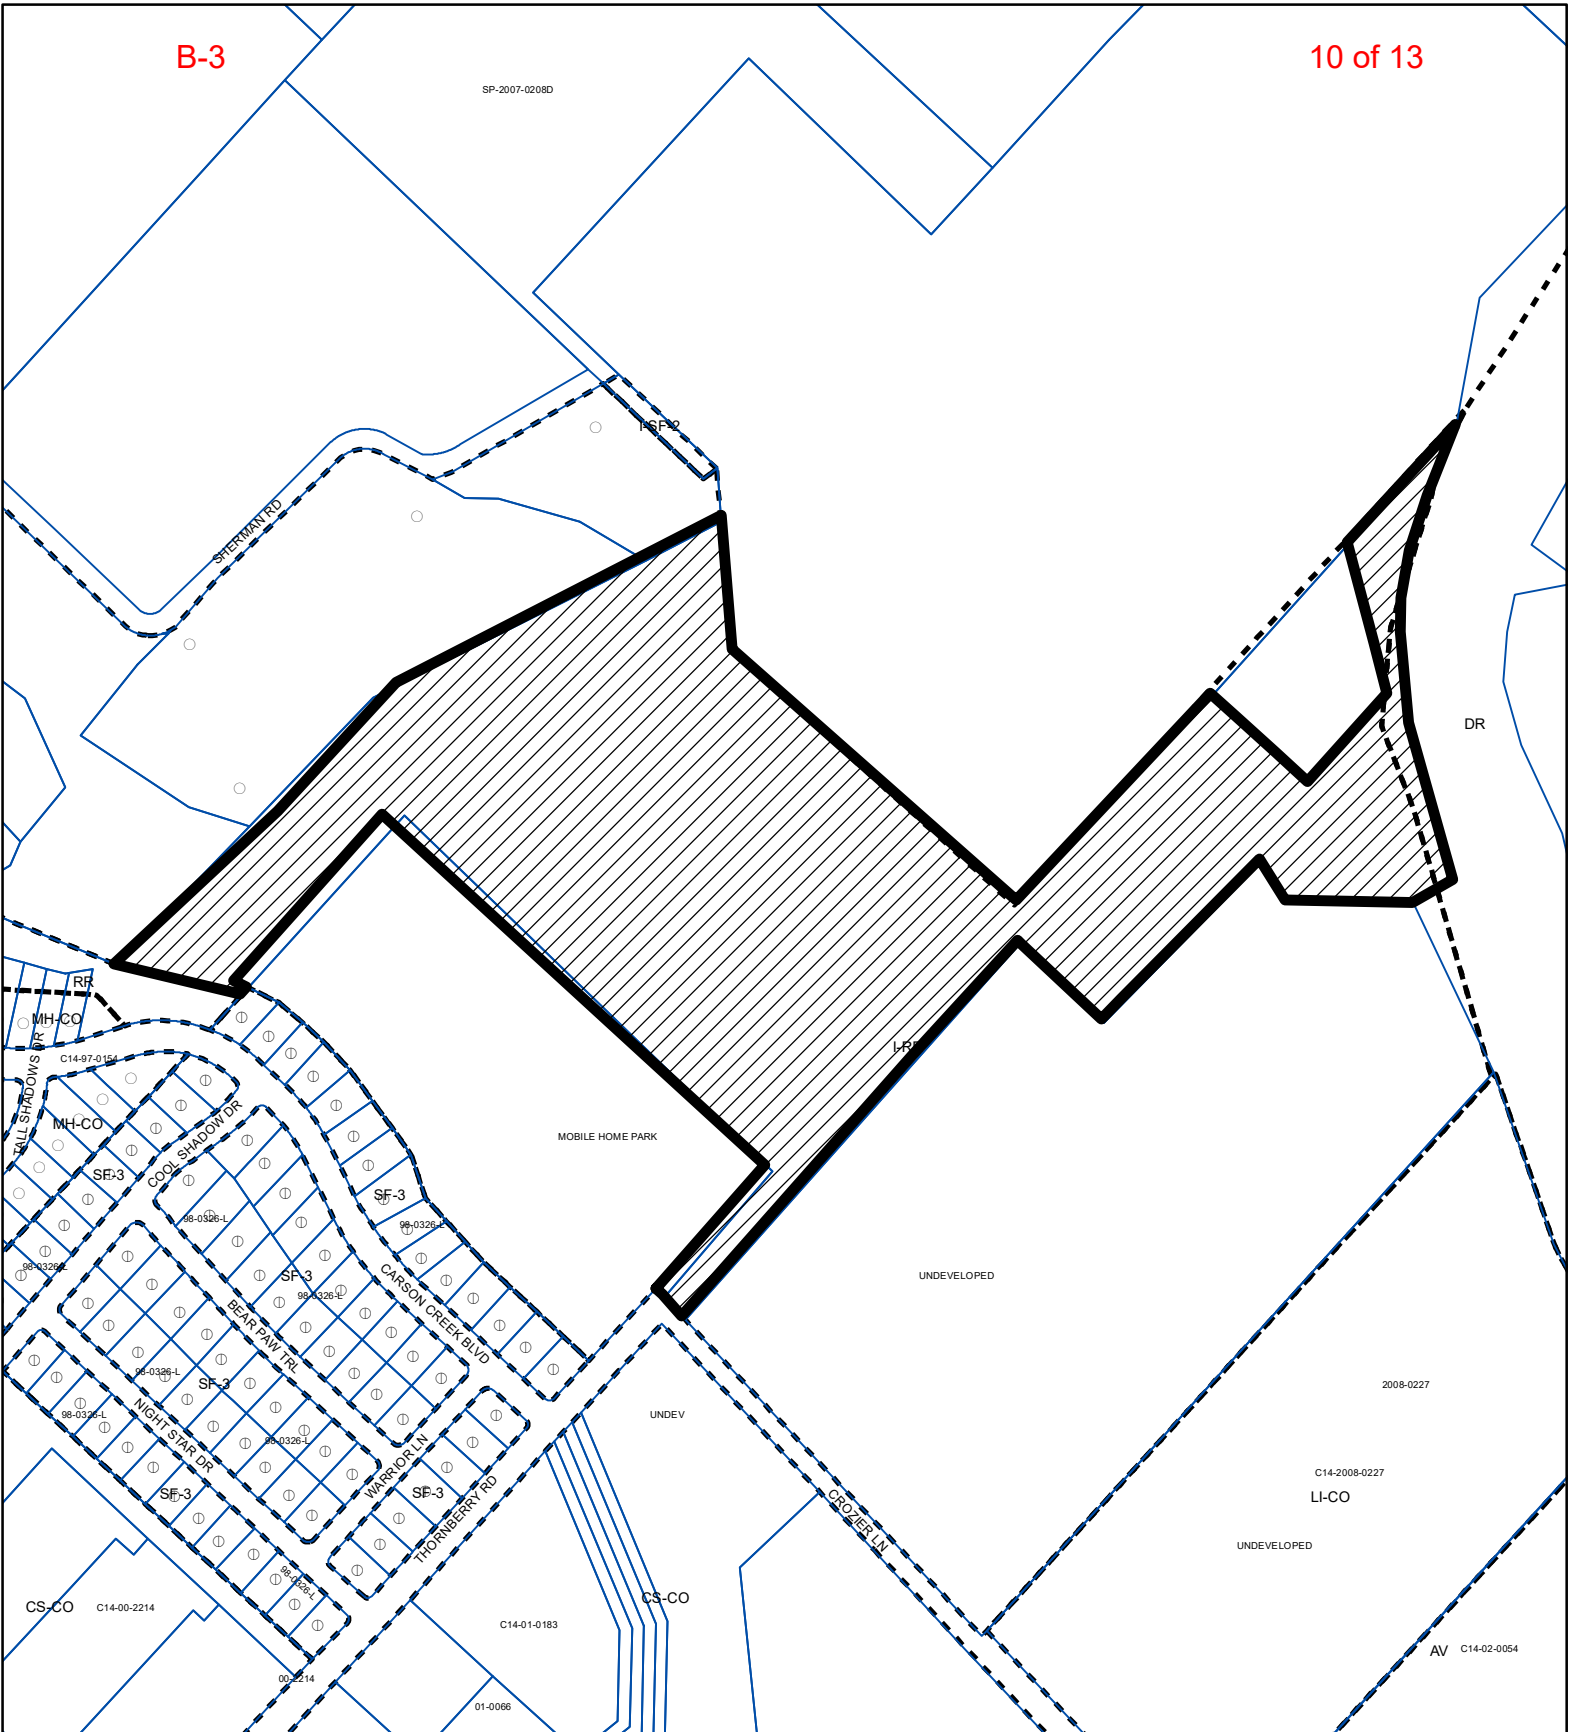 B-3
10 of 13
SP-2007-0208D
I-SF-2
SHERMAN RD
DR
RR
MH-CO
I-RR
C14-97-0154
TALL SHADOWS DR
MH-CO
COOL SHADOW DR
MOBILE HOME PARK
SF-3
SF-3
98-0326-L
98-0326-L
98-0326-L
SF-3
98-0326-L
CARSON CREEK BLVD
UNDEVELOPED
BEAR PAW TRL
98-0326-L
SF-3
2008-0227
98-0326-L
NIGHT STAR DR
UNDEV
98-0326-L
WARRIOR LN
C14-2008-0227
SF-3
SF-3
LI-CO
THORNBERRY RD
CROZIER LN
UNDEVELOPED
98-0326-L
CS-CO
CS-CO
C14-00-2214
C14-01-0183
AV
C14-02-0054
00-2214
01-0066